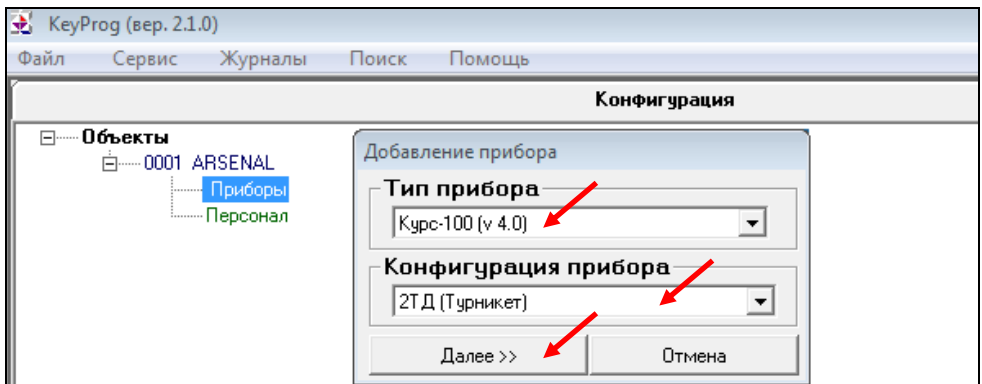 KeyProg (вер. 2.1.0)
Файл Сервис Журналы Поиск Помощь
Конфигурация
Объекты
0001 ARSENAL
Приборы
Персонал
Добавление прибора
Тип прибора
Курс-100 (v 4.0)
Конфигурация прибора
2ТД (Турникет)
Далее >> Отмена